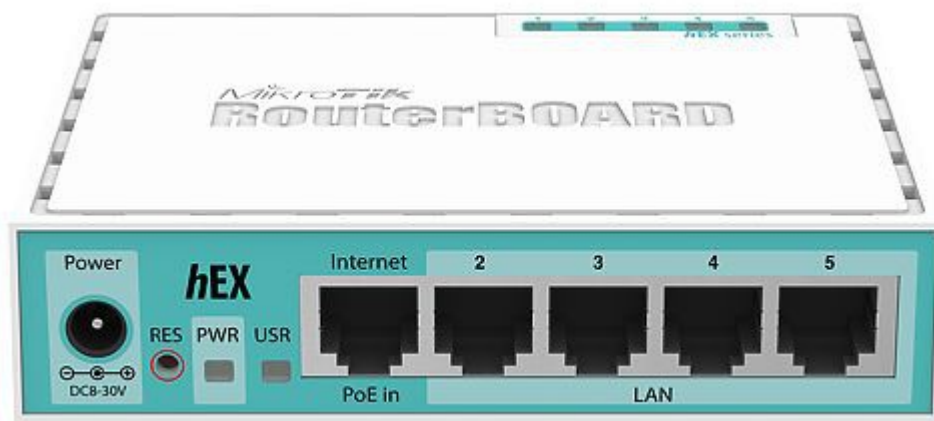 1 2 3 4 5
hEX series
MikroTik
RouterBOARD
Power
hEX
Internet 2 3 4 5
RES PWR USR
DC8-30V
PoE in
LAN